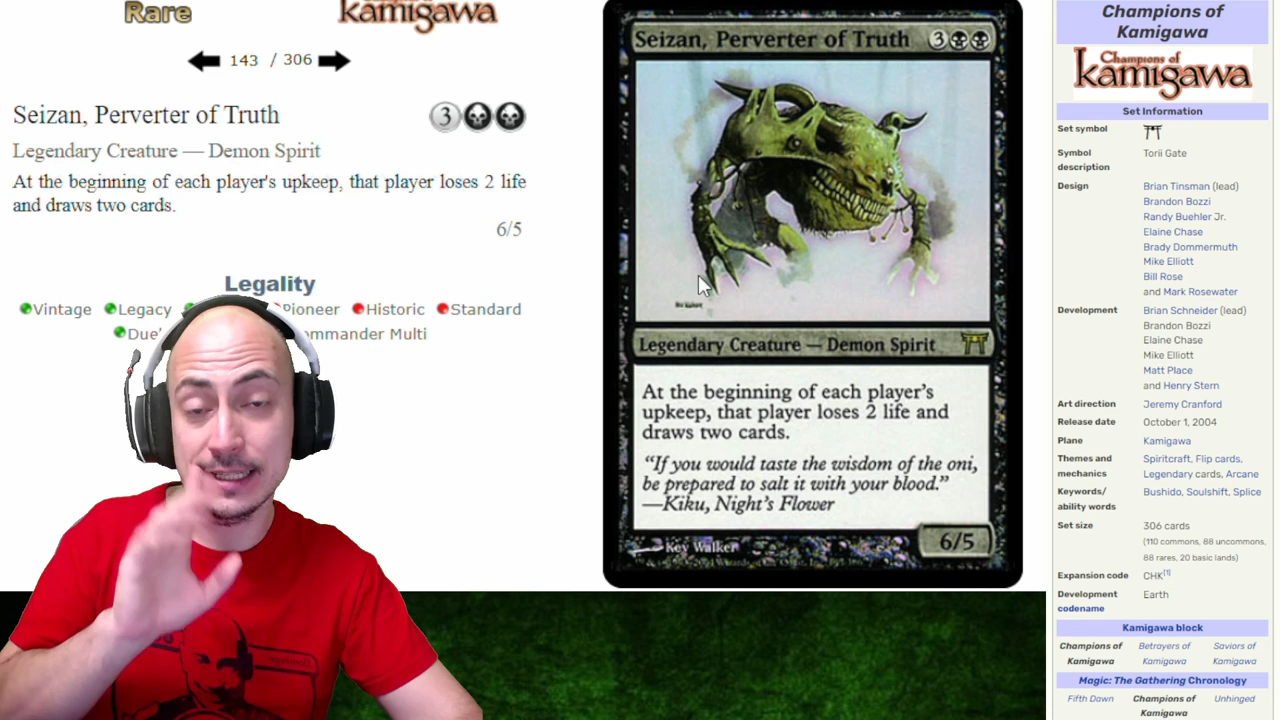 Rare
kamigawa
143 / 306
Seizan, Perverter of Truth
3
Legendary Creature — Demon Spirit
At the beginning of each player's upkeep, that player loses 2 life
and draws two cards.
6/5
Legality
Vintage Legacy Pioneer Historic Standard
Commander Multi
Seizan, Perverter of Truth 3
Legendary Creature — Demon Spirit
At the beginning of each player's
upkeep, that player loses 2 life and
draws two cards.
"If you would taste the wisdom of the oni,
be prepared to salt it with your blood."
—Kiku, Night's Flower
6/5
Kev Walker
Champions of
Kamigawa
Champions of
kamigawa
Set Information
Set symbol
Symbol description Torii Gate
Design Brian Tinsman (lead)
Brandon Bozzi
Randy Buehler Jr.
Elaine Chase
Brady Dommermuth
Mike Elliott
Bill Rose
and Mark Rosewater
Development Brian Schneider (lead)
Brandon Bozzi
Elaine Chase
Mike Elliott
Matt Place
and Henry Stern
Art direction Jeremy Cranford
Release date October 1, 2004
Plane Kamigawa
Themes and Spiritcraft, Flip cards,
mechanics Legendary cards, Arcane
Keywords/ Bushido, Soulshift, Splice
ability words
Set size 306 cards
(110 commons, 88 uncommons,
88 rares, 20 basic lands)
Expansion code CHK[1]
Development Earth
codename
Kamigawa block
Champions of Betrayers of Saviors of
Kamigawa Kamigawa Kamigawa
Magic: The Gathering Chronology
Fifth Dawn Champions of Unhinged
Kamigawa